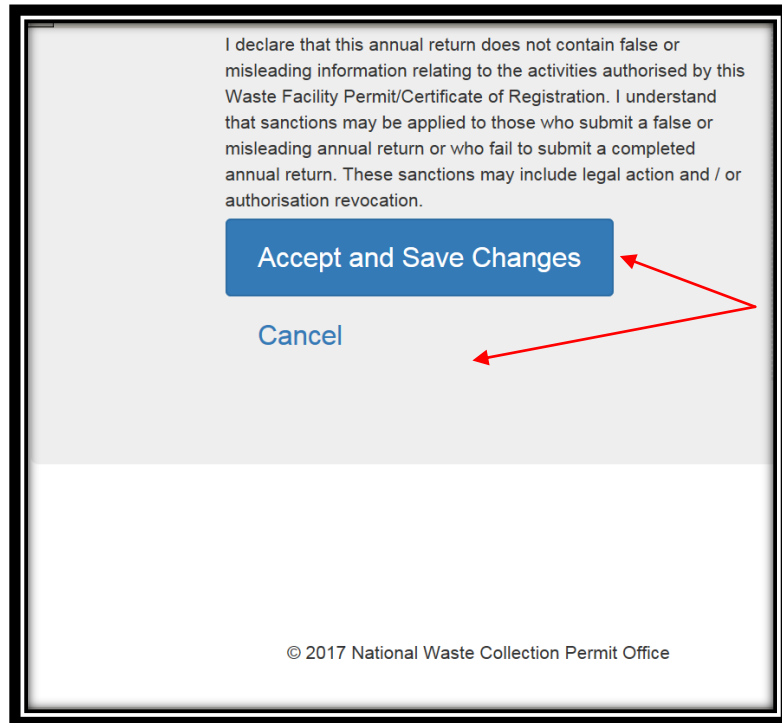 I declare that this annual return does not contain false or
misleading information relating to the activities authorised by this
Waste Facility Permit/Certificate of Registration. I understand
that sanctions may be applied to those who submit a false or
misleading annual return or who fail to submit a completed
annual return. These sanctions may include legal action and / or
authorisation revocation.
Accept and Save Changes
Cancel
© 2017 National Waste Collection Permit Office